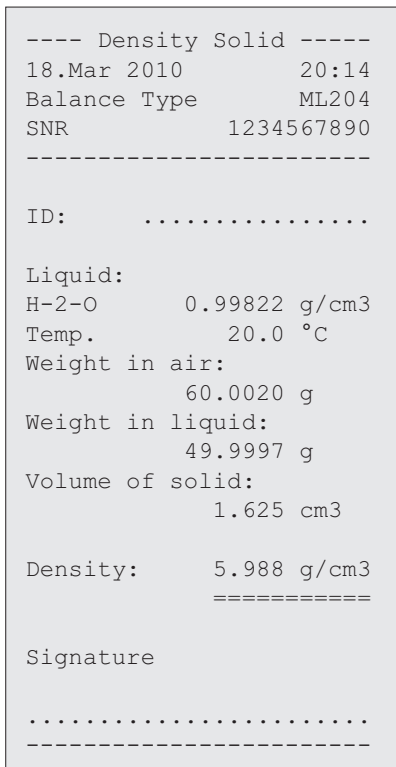 ---- Density Solid -----
18.Mar 2010 20:14
Balance Type ML204
SNR 1234567890
------------------------
ID: ................
Liquid:
H-2-O 0.99822 g/cm3
Temp. 20.0 °C
Weight in air:
60.0020 g
Weight in liquid:
49.9997 g
Volume of solid:
1.625 cm3
Density: 5.988 g/cm3
===========
Signature
........................
------------------------